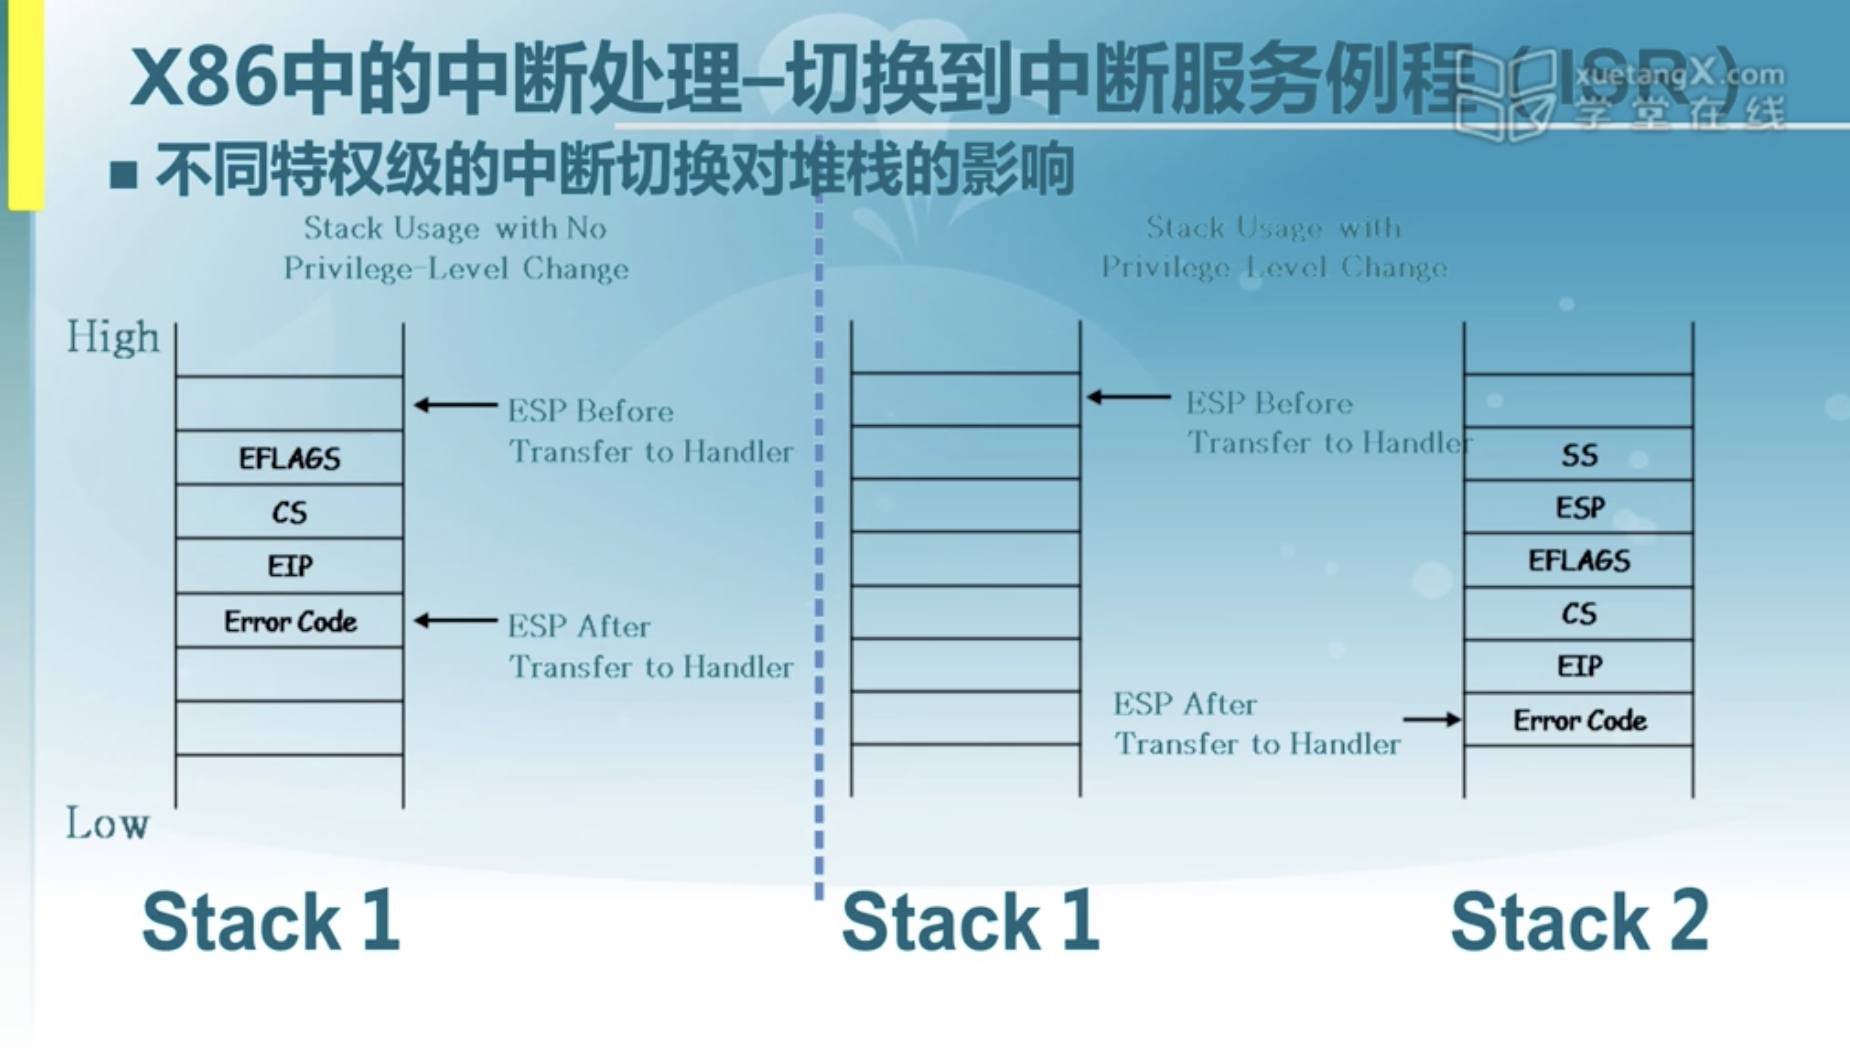 X86中的中断处理–切换到中断服务例程（ISR）
xuetangX.com
学堂在线
■ 不同特权级的中断切换对堆栈的影响
Stack Usage with No
Privilege-Level Change
High
ESP Before
Transfer to Handler
EFLAGS
CS
EIP
Error Code
ESP After
Transfer to Handler
Low
Stack 1
Stack Usage with
Privilege-Level Change
ESP Before
Transfer to Handler
SS
ESP
EFLAGS
CS
EIP
Error Code
ESP After
Transfer to Handler
Stack 1
Stack 2